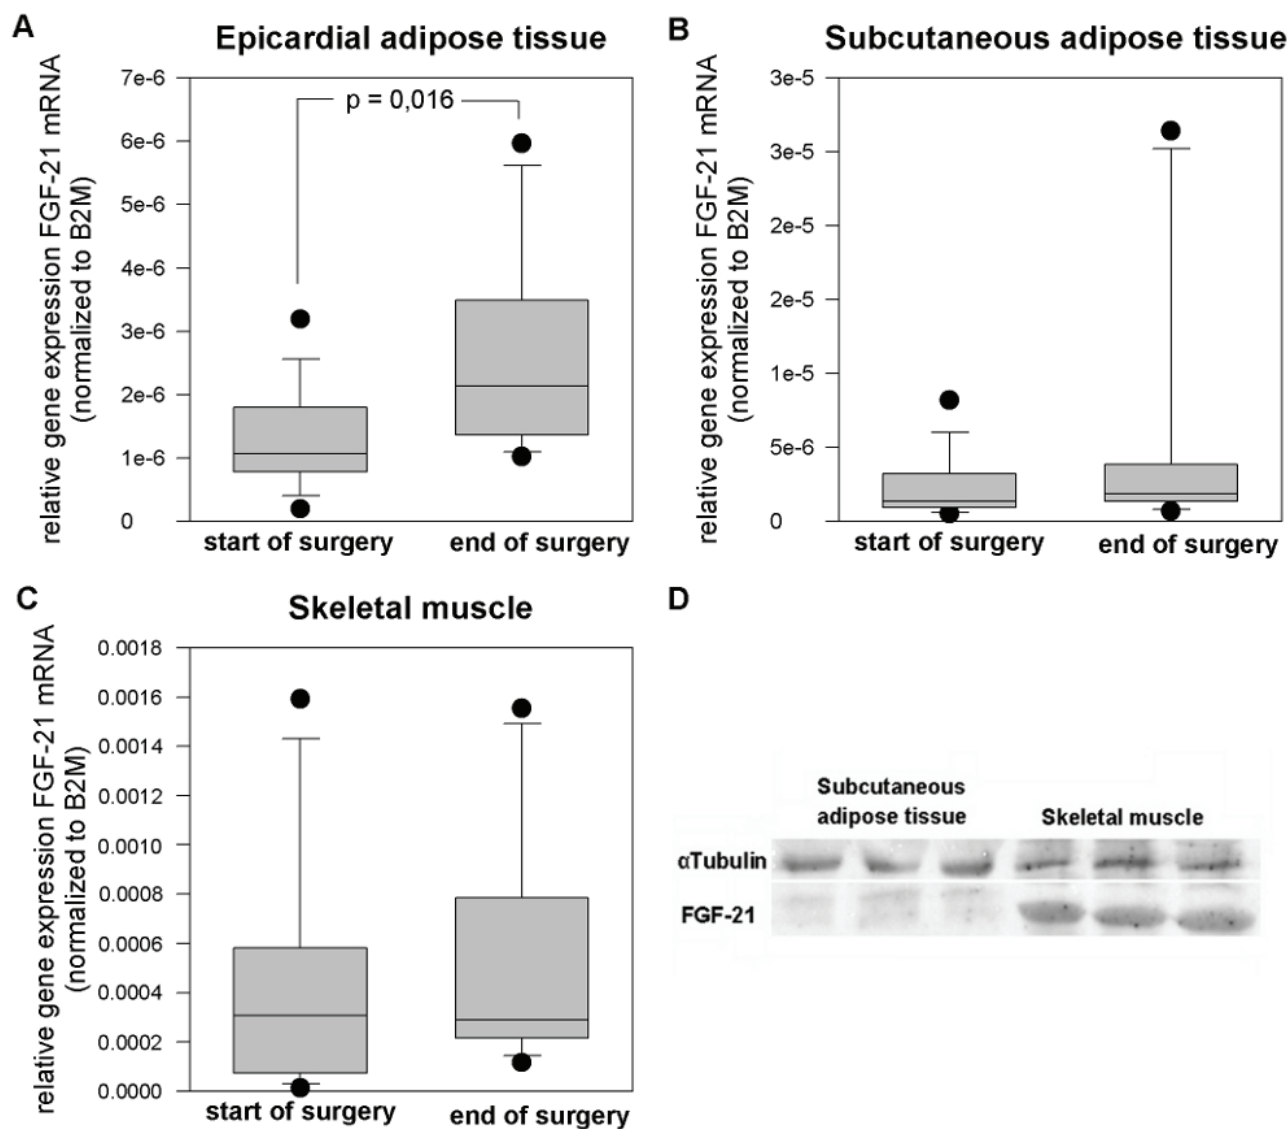 A
Epicardial adipose tissue
relative gene expression FGF-21 mRNA
(normalized to B2M)
7e-6
6e-6
5e-6
4e-6
3e-6
2e-6
1e-6
0
p = 0,016
start of surgery
end of surgery
B
Subcutaneous adipose tissue
relative gene expression FGF-21 mRNA
(normalized to B2M)
3e-5
3e-5
2e-5
2e-5
1e-5
5e-6
0
start of surgery
end of surgery
C
Skeletal muscle
relative gene expression FGF-21 mRNA
(normalized to B2M)
0.0018
0.0016
0.0014
0.0012
0.0010
0.0008
0.0006
0.0004
0.0002
0.0000
start of surgery
end of surgery
D
Subcutaneous
adipose tissue
Skeletal muscle
αTubulin
FGF-21